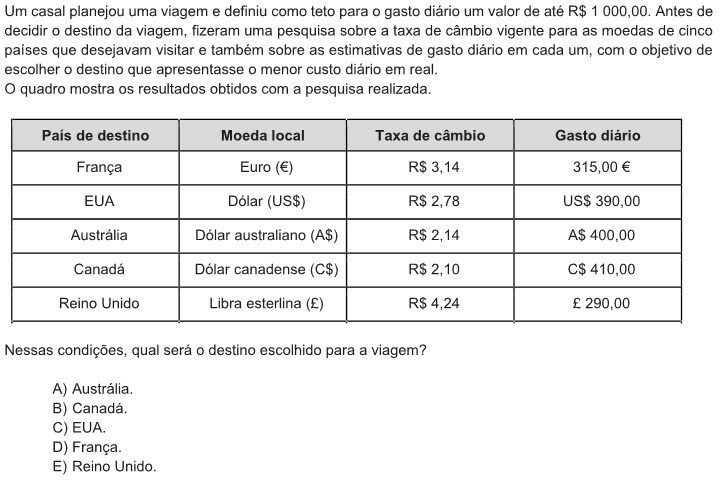 Um casal planejou uma viagem e definiu como teto para o gasto diário um valor de até R$ 1 000,00. Antes de
decidir o destino da viagem, fizeram uma pesquisa sobre a taxa de câmbio vigente para as moedas de cinco
países que desejavam visitar e também sobre as estimativas de gasto diário em cada um, com o objetivo de
escolher o destino que apresentasse o menor custo diário em real.
O quadro mostra os resultados obtidos com a pesquisa realizada.
País de destino Moeda local Taxa de câmbio Gasto diário
França Euro (€) R$ 3,14 315,00 €
EUA Dólar (US$) R$ 2,78 US$ 390,00
Austrália Dólar australiano (A$) R$ 2,14 A$ 400,00
Canadá Dólar canadense (C$) R$ 2,10 C$ 410,00
Reino Unido Libra esterlina (£) R$ 4,24 £ 290,00
Nessas condições, qual será o destino escolhido para a viagem?
A) Austrália.
B) Canadá.
C) EUA.
D) França.
E) Reino Unido.